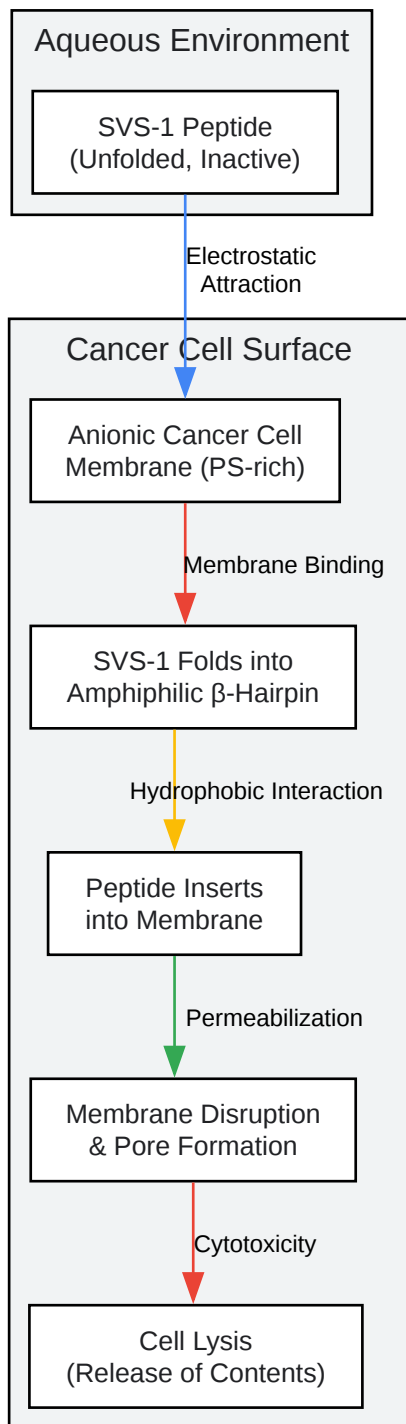 Aqueous Environment
SVS-1 Peptide
(Unfolded, Inactive)
Electrostatic
Attraction
Cancer Cell Surface
Anionic Cancer Cell
Membrane (PS-rich)
Membrane Binding
SVS-1 Folds into
Amphiphilic β-Hairpin
Hydrophobic Interaction
Peptide Inserts
into Membrane
Permeabilization
Membrane Disruption
& Pore Formation
Cytotoxicity
Cell Lysis
(Release of Contents)